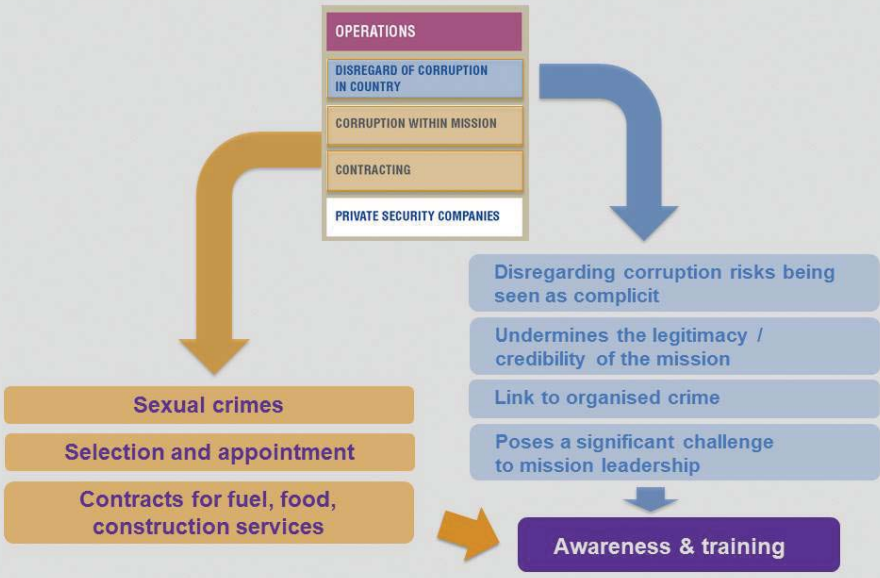 OPERATIONS
DISREGARD OF CORRUPTION
IN COUNTRY
CORRUPTION WITHIN MISSION
CONTRACTING
PRIVATE SECURITY COMPANIES
Disregarding corruption risks being
seen as complicit
Undermines the legitimacy /
credibility of the mission
Link to organised crime
Poses a significant challenge
to mission leadership
Sexual crimes
Selection and appointment
Contracts for fuel, food,
construction services
Awareness & training